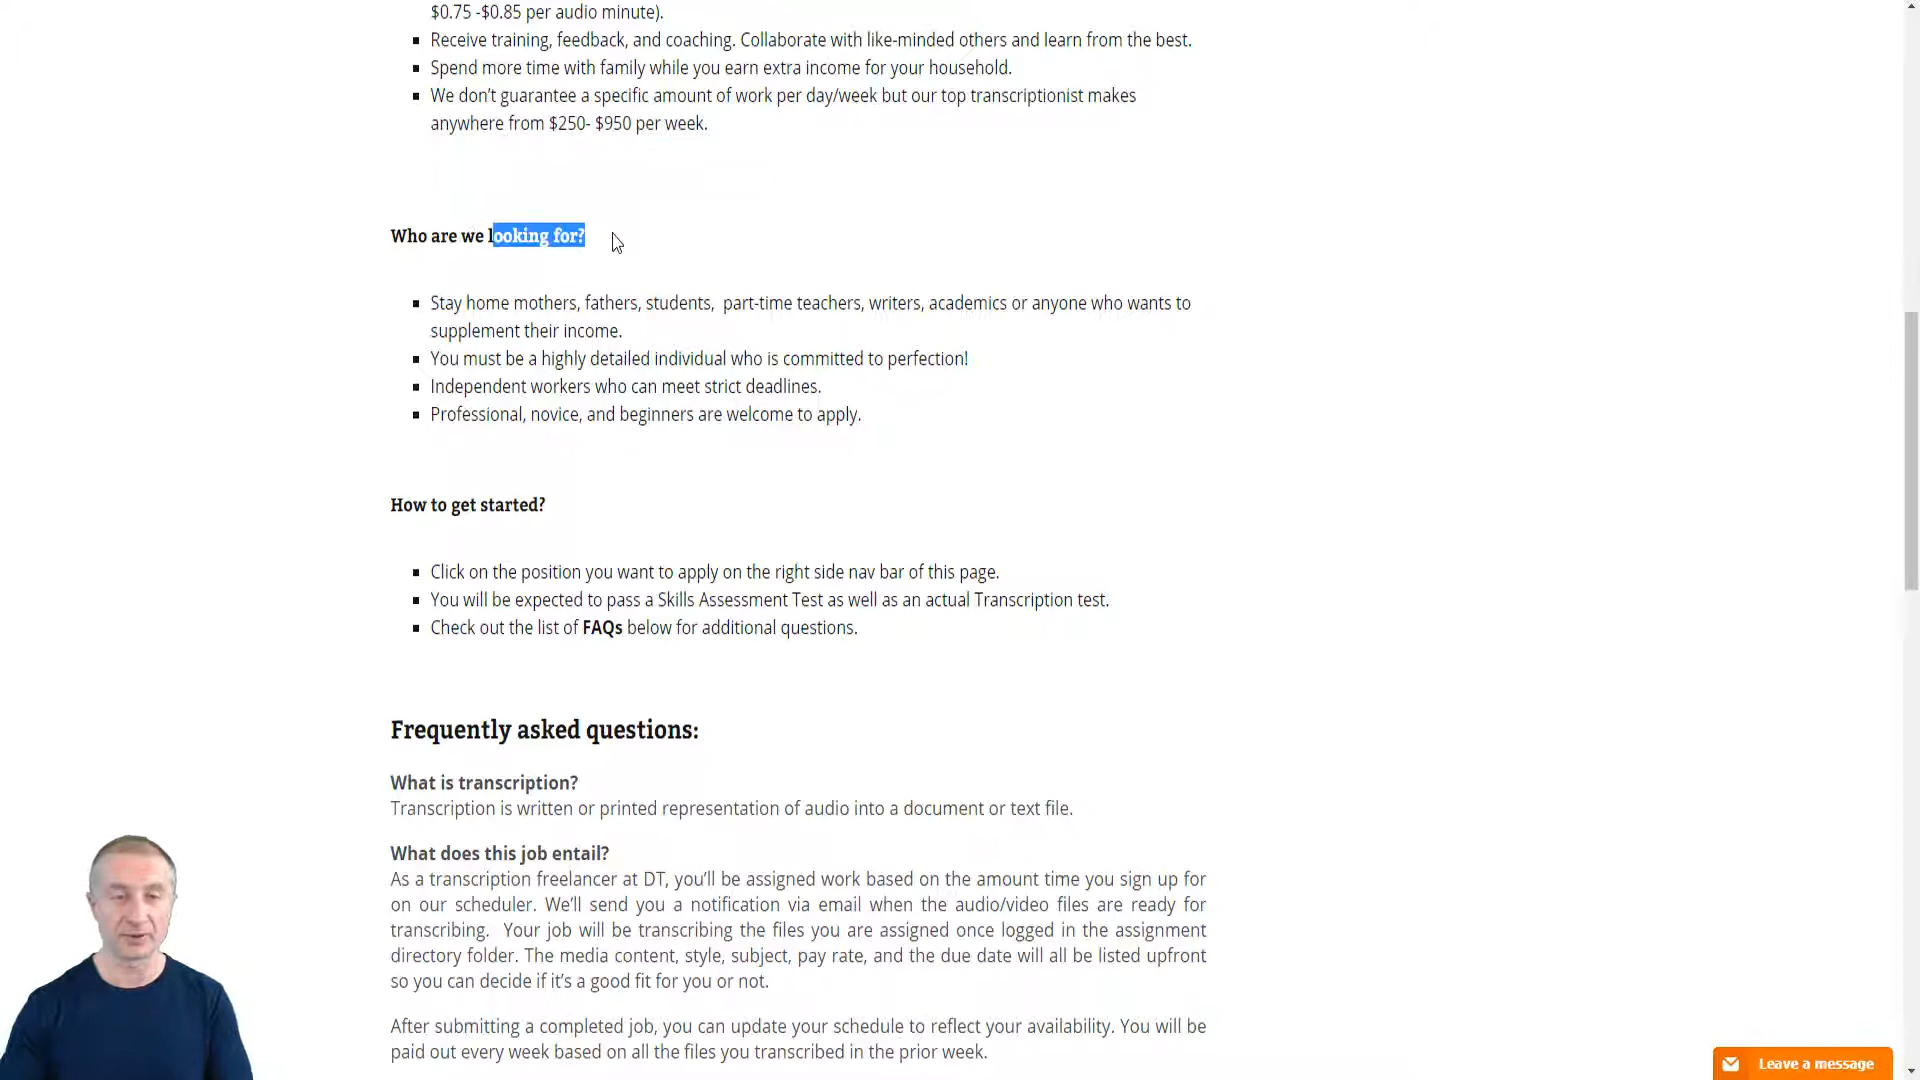 $0.75 -$0.85 per audio minute).
▪ Receive training, feedback, and coaching. Collaborate with like-minded others and learn from the best.
▪ Spend more time with family while you earn extra income for your household.
▪ We don’t guarantee a specific amount of work per day/week but our top transcriptionist makes
anywhere from $250- $950 per week.
Who are we looking for?
▪ Stay home mothers, fathers, students,  part-time teachers, writers, academics or anyone who wants to
supplement their income.
▪ You must be a highly detailed individual who is committed to perfection!
▪ Independent workers who can meet strict deadlines.
▪ Professional, novice, and beginners are welcome to apply.
How to get started?
▪ Click on the position you want to apply on the right side nav bar of this page.
▪ You will be expected to pass a Skills Assessment Test as well as an actual Transcription test.
▪ Check out the list of FAQs below for additional questions.
Frequently asked questions:
What is transcription?
Transcription is written or printed representation of audio into a document or text file.
What does this job entail?
As a transcription freelancer at DT, you’ll be assigned work based on the amount time you sign up for
on our scheduler. We’ll send you a notification via email when the audio/video files are ready for
transcribing.  Your job will be transcribing the files you are assigned once logged in the assignment
directory folder. The media content, style, subject, pay rate, and the due date will all be listed upfront
so you can decide if it’s a good fit for you or not.
After submitting a completed job, you can update your schedule to reflect your availability. You will be
paid out every week based on all the files you transcribed in the prior week.
Leave a message